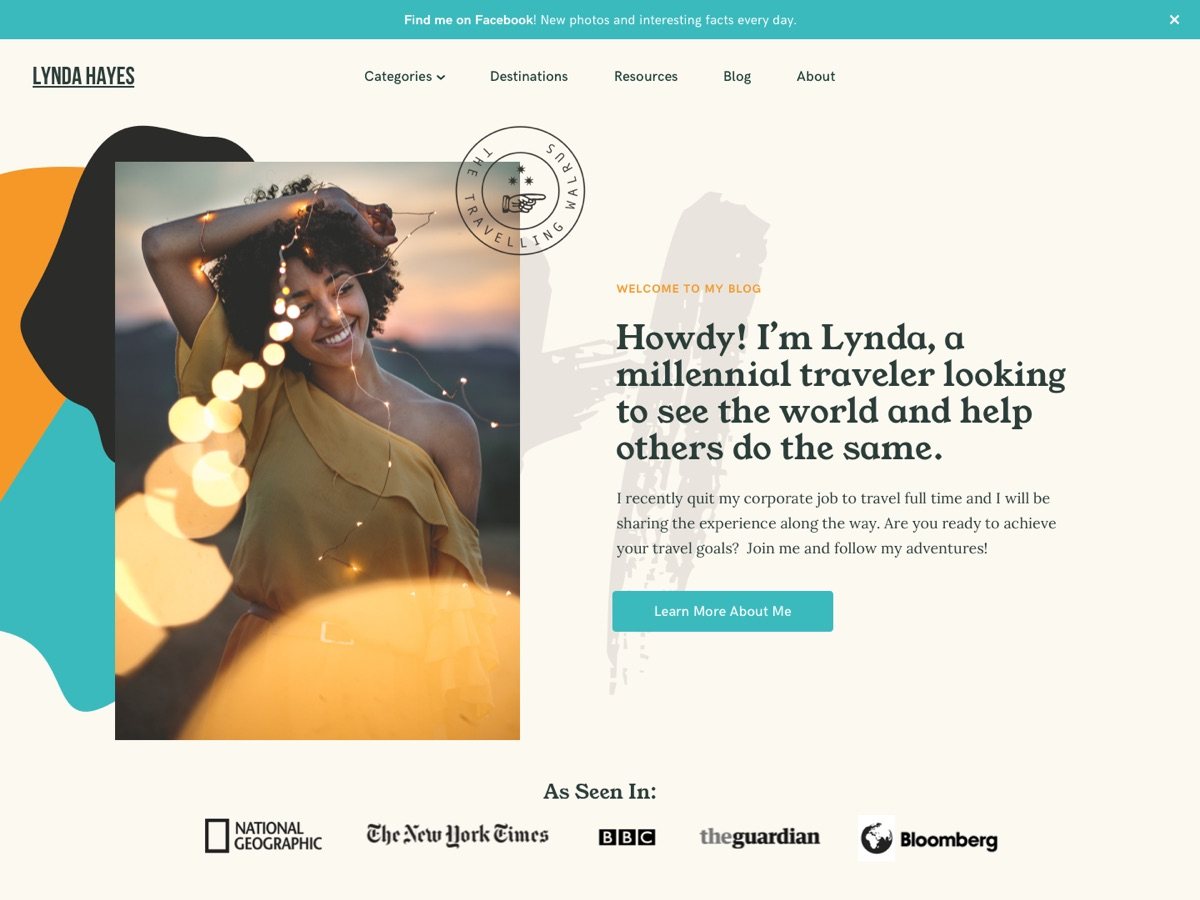 Find me on Facebook! New photos and interesting facts every day.
LYNDA HAYES
Categories
Destinations
Resources
Blog
About
THE TRAVELLING WALRUS
WELCOME TO MY BLOG
Howdy! I’m Lynda, a
millennial traveler looking
to see the world and help
others do the same.
I recently quit my corporate job to travel full time and I will be
sharing the experience along the way. Are you ready to achieve
your travel goals?  Join me and follow my adventures!
Learn More About Me
As Seen In:
NATIONAL
GEOGRAPHIC
The New York Times
BBC
theguardian
Bloomberg